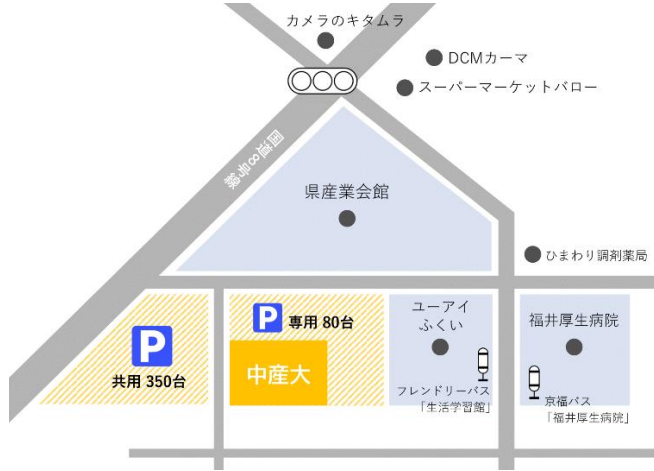 カメラのキタムラ
DCMカーマ
スーパーマーケットバロー
国道8号線
県産業会館
ひまわり調剤薬局
P
共用 350台
P 専用 80台
中産大
ユーアイ
ふくい
フレンドリーバス
「生活学習館」
福井厚生病院
京福バス
「福井厚生病院」